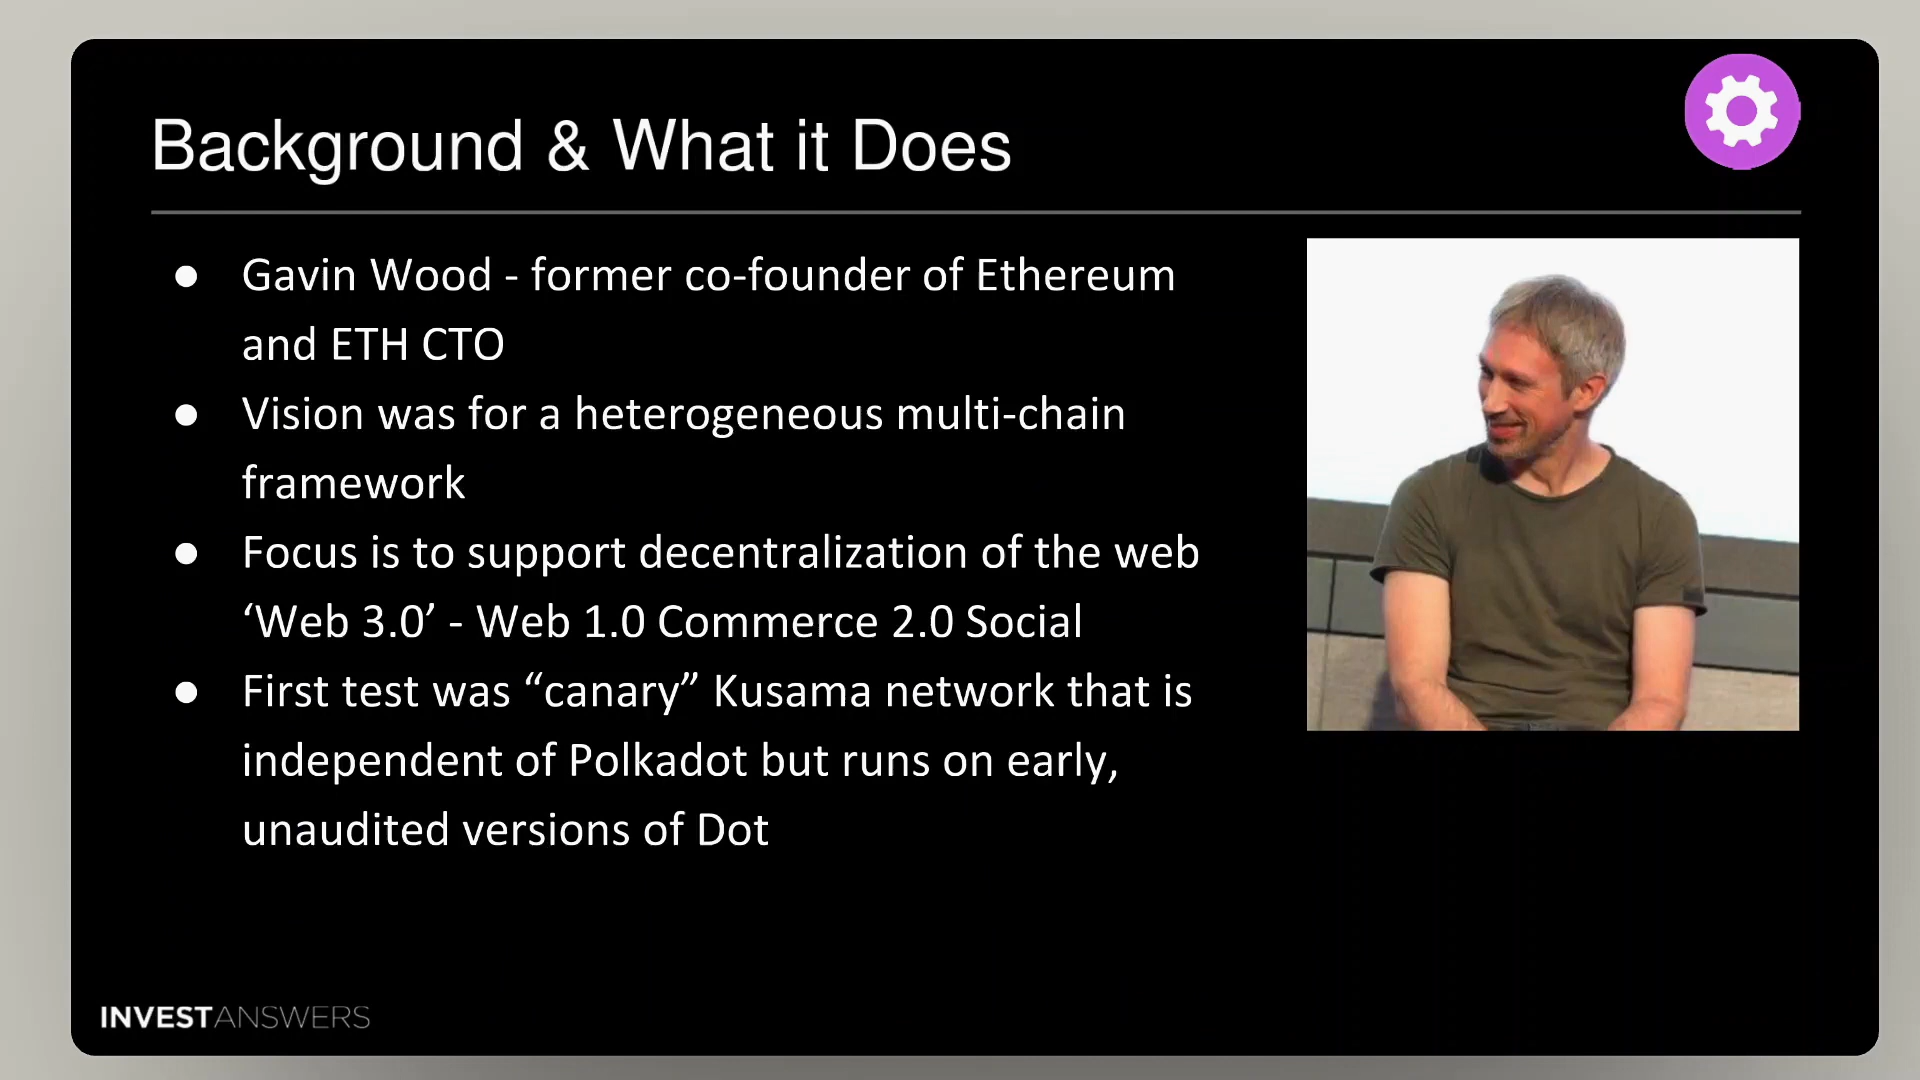 Background & What it Does
● Gavin Wood - former co-founder of Ethereum
and ETH CTO
● Vision was for a heterogeneous multi-chain
framework
● Focus is to support decentralization of the web
‘Web 3.0’ - Web 1.0 Commerce 2.0 Social
● First test was “canary” Kusama network that is
independent of Polkadot but runs on early,
unaudited versions of Dot
INVESTANSWERS